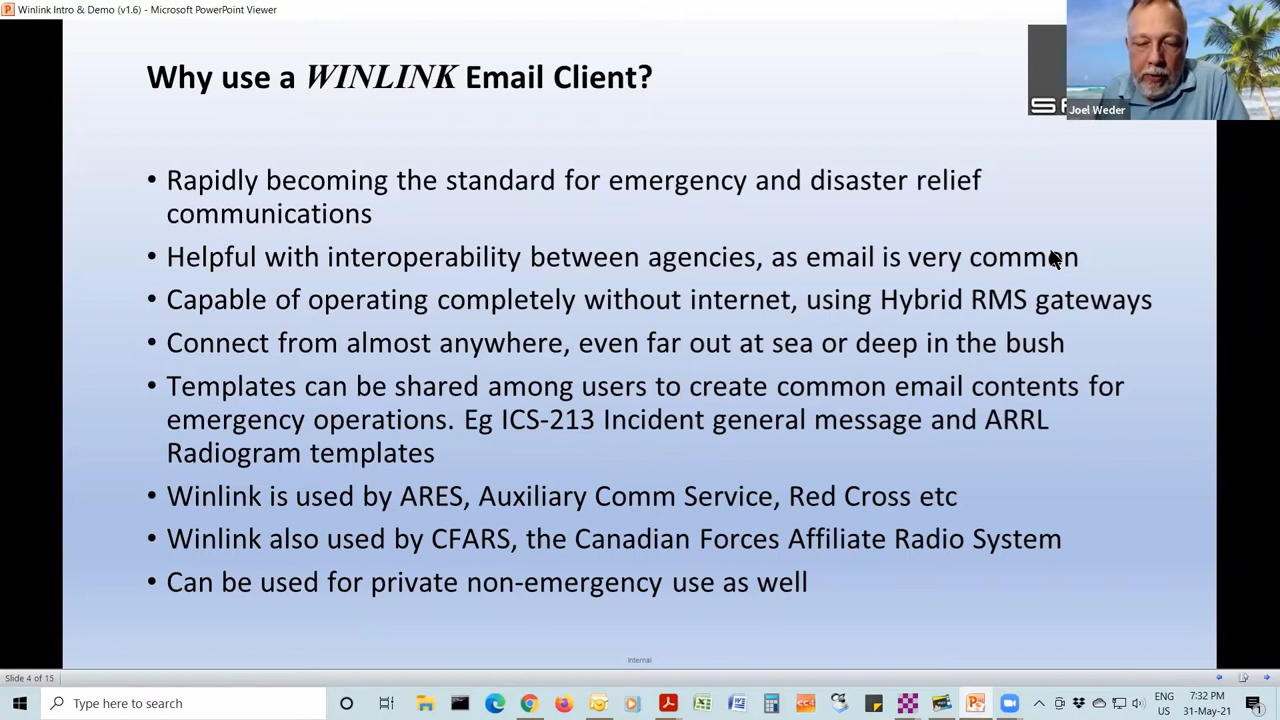 Winlink Intro & Demo (v1.6) - Microsoft PowerPoint Viewer
Why use a WINLINK Email Client?
Joel Weder
• Rapidly becoming the standard for emergency and disaster relief
communications
• Helpful with interoperability between agencies, as email is very common
• Capable of operating completely without internet, using Hybrid RMS gateways
• Connect from almost anywhere, even far out at sea or deep in the bush
• Templates can be shared among users to create common email contents for
emergency operations. Eg ICS-213 Incident general message and ARRL
Radiogram templates
• Winlink is used by ARES, Auxiliary Comm Service, Red Cross etc
• Winlink also used by CFARS, the Canadian Forces Affiliate Radio System
• Can be used for private non-emergency use as well
Internal
Slide 4 of 15
Type here to search
ENG
US
7:32 PM
31-May-21